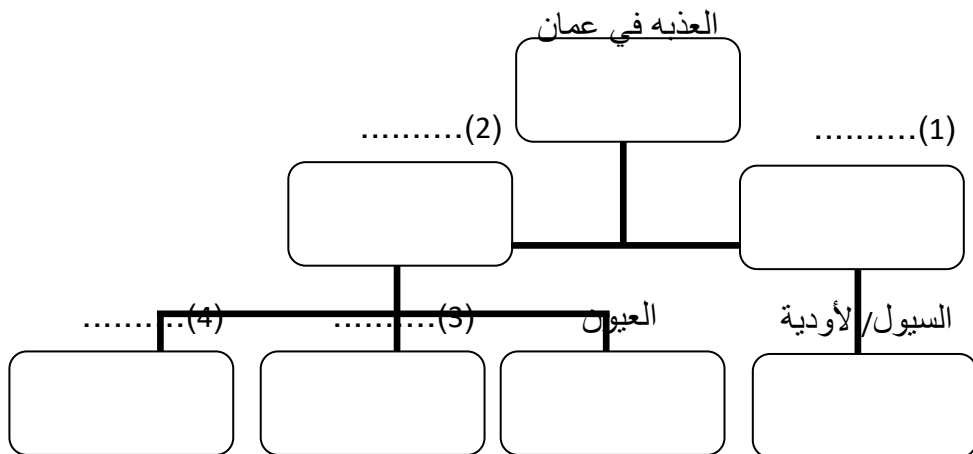 العذبه في عمان
(1)..........
(2)..........
السيول/الأودية
العيون
(3)..........
(4)..........